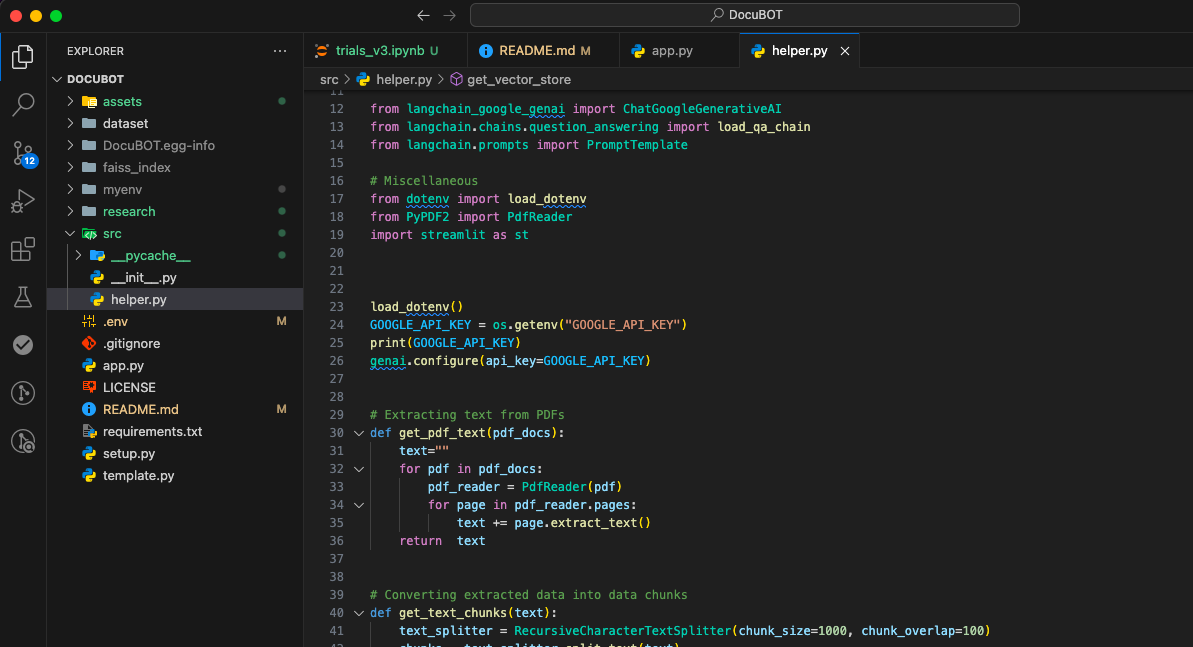 DocuBOT
EXPLORER
DOCUBOT
assets
dataset
DocuBOT.egg-info
faiss_index
myenv
research
src
__pycache__
__init__.py
helper.py
.env M
.gitignore
app.py
LICENSE
README.md M
requirements.txt
setup.py
template.py
12
trials_v3.ipynb U
README.md M
app.py
helper.py
src > helper.py > get_vector_store
11
12 from langchain_google_genai import ChatGoogleGenerativeAI
13 from langchain.chains.question_answering import load_qa_chain
14 from langchain.prompts import PromptTemplate
15
16 # Miscellaneous
17 from dotenv import load_dotenv
18 from PyPDF2 import PdfReader
19 import streamlit as st
20
21
22
23 load_dotenv()
24 GOOGLE_API_KEY = os.getenv("GOOGLE_API_KEY")
25 print(GOOGLE_API_KEY)
26 genai.configure(api_key=GOOGLE_API_KEY)
27
28
29 # Extracting text from PDFs
30 def get_pdf_text(pdf_docs):
31 text=""
32 for pdf in pdf_docs:
33 pdf_reader = PdfReader(pdf)
34 for page in pdf_reader.pages:
35 text += page.extract_text()
36 return  text
37
38
39 # Converting extracted data into data chunks
40 def get_text_chunks(text):
41 text_splitter = RecursiveCharacterTextSplitter(chunk_size=1000, chunk_overlap=100)